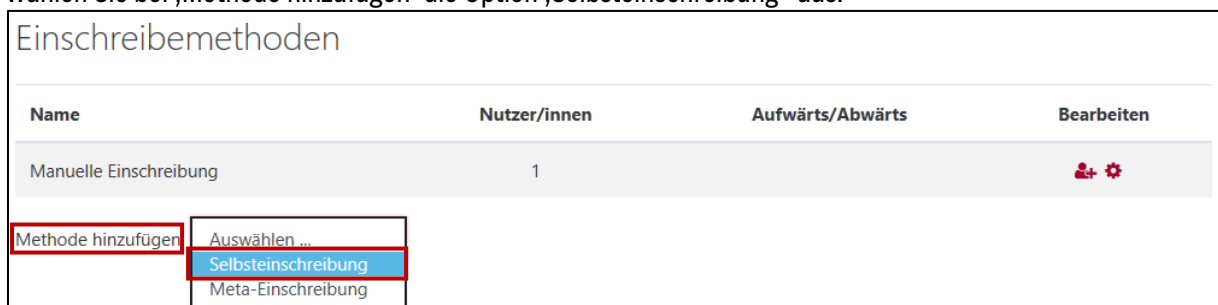 wählen Sie bei ‚Methode hinzufügen' die Option ‚Selbsteinschreibung' aus.
Einschreibemethoden
Name Nutzer/innen Aufwärts/Abwärts Bearbeiten
Manuelle Einschreibung 1
Methode hinzufügen Auswählen ...
Selbsteinschreibung
Meta-Einschreibung